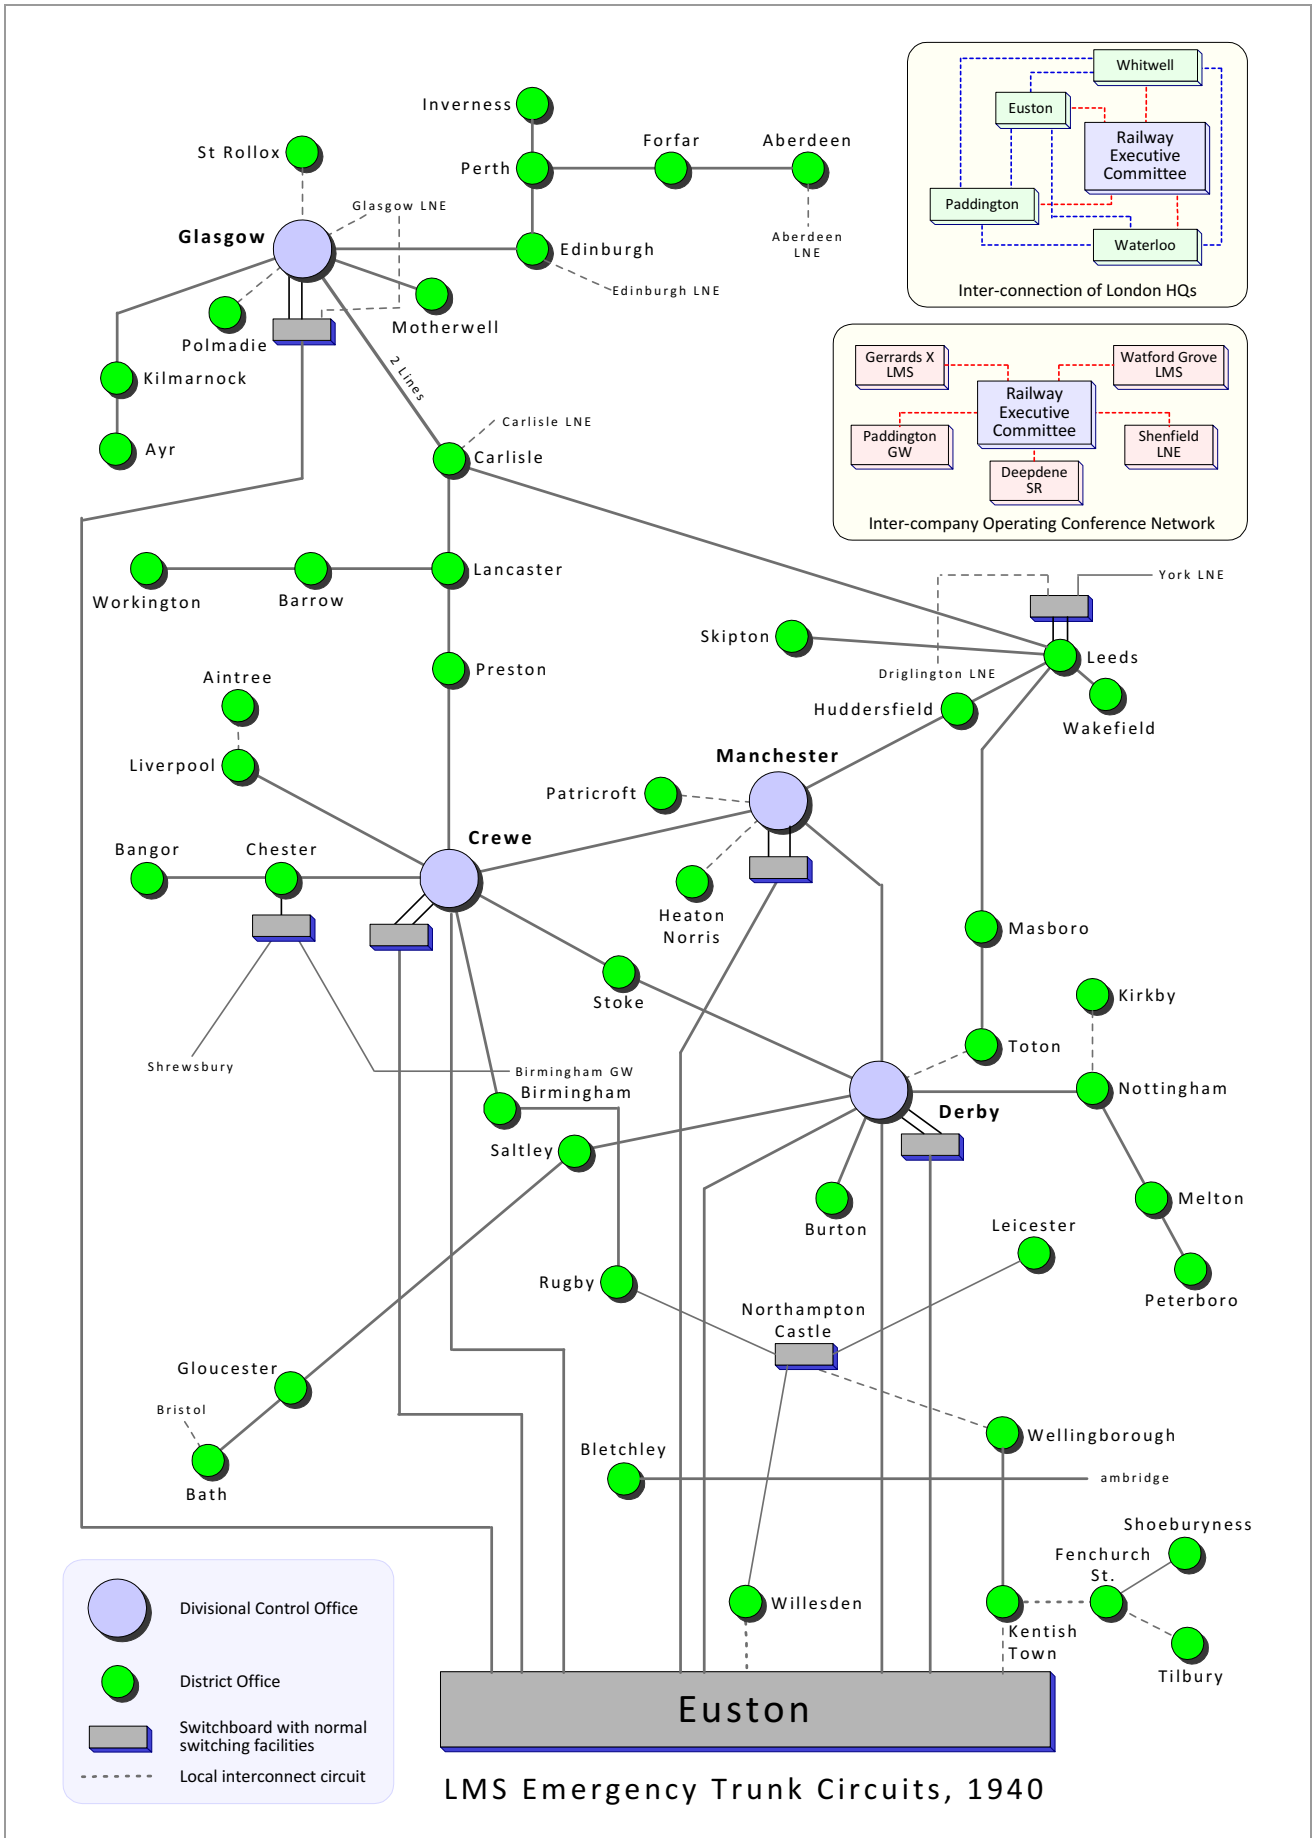 Whitwell
Euston
Railway
Executive
Committee
Paddington
Waterloo
Inter-connection of London HQs
Inverness
St Rollox
Perth
Forfar
Aberdeen
Glasgow LNE
Glasgow
Edinburgh
Aberdeen
LNE
Edinburgh LNE
Motherwell
Polmadie
Kilmarnock
2 Lines
Ayr
Carlisle LNE
Carlisle
Gerrards X
LMS
Watford Grove
LMS
Railway
Executive
Committee
Paddington
GW
Shenfield
LNE
Deepdene
SR
Inter-company Operating Conference Network
Workington
Barrow
Lancaster
York LNE
Skipton
Leeds
Driglington LNE
Preston
Aintree
Huddersfield
Wakefield
Liverpool
Manchester
Patricroft
Crewe
Bangor
Chester
Heaton
Norris
Masboro
Stoke
Kirkby
Shrewsbury
Birmingham GW
Birmingham
Toton
Nottingham
Derby
Saltley
Burton
Melton
Leicester
Rugby
Northampton
Castle
Peterboro
Gloucester
Bristol
Bath
Bletchley
Wellingborough
ambridge
Shoeburyness
Fenchurch
St.
Willesden
Kentish
Town
Tilbury
Divisional Control Office
District Office
Switchboard with normal
switching facilities
Local interconnect circuit
Euston
LMS Emergency Trunk Circuits, 1940